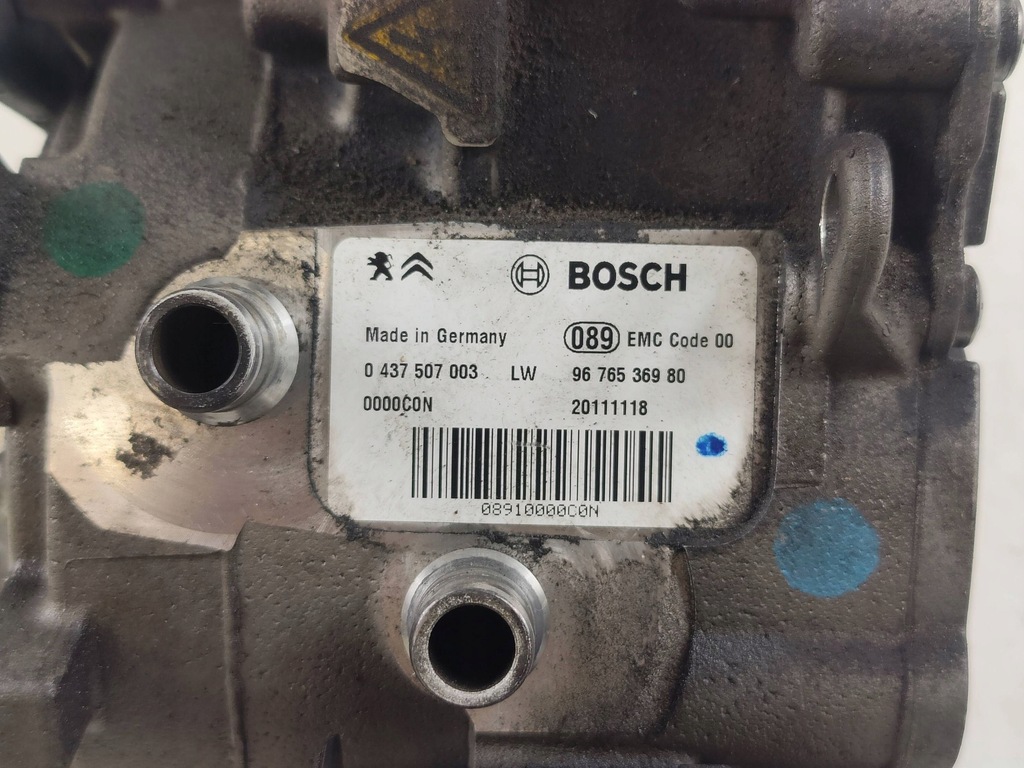 BOSCH
Made in Germany 089 EMC Code 00
0 437 507 003 LW 96 765 369 80
0000C0N 20111118
08910000C0N